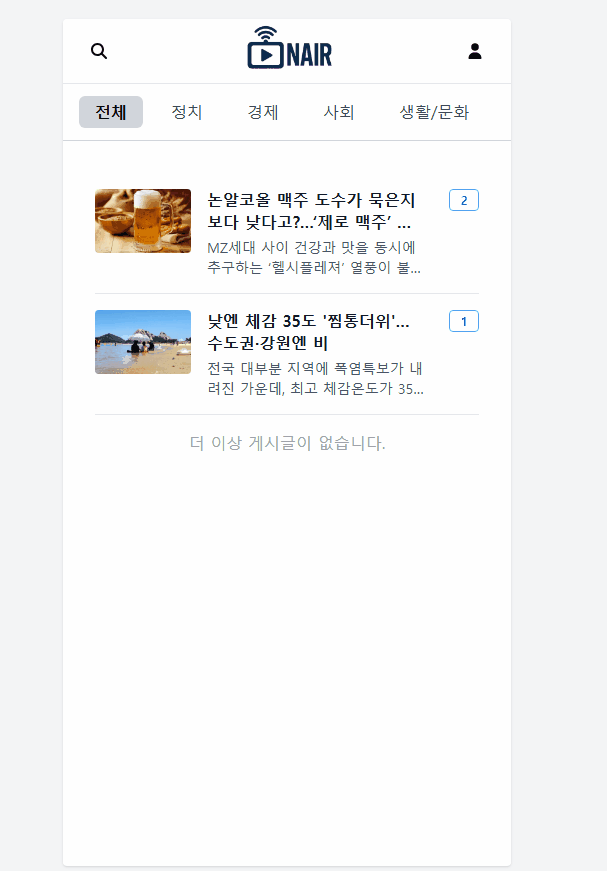 NAIR
전체 정치 경제 사회 생활/문화
논알코올 맥주 도수가 묵은지
보다 낮다고?...‘제로 맥주’ ...
2
MZ세대 사이 건강과 맛을 동시에
추구하는 ‘헬시플레져’ 열풍이 불...
낮엔 체감 35도 '찜통더위'...
수도권·강원엔 비
1
전국 대부분 지역에 폭염특보가 내
려진 가운데, 최고 체감온도가 35...
더 이상 게시글이 없습니다.